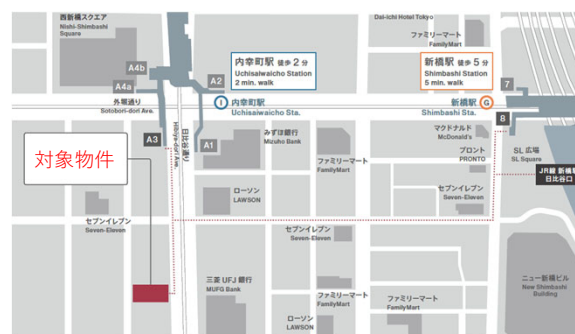 西新橋スクエア
Nishi-Shimbashi
Square
Dai-ichi Hotel Tokyo
ファミリーマート
FamilyMart
A4b
A4a
A2
内幸町駅 徒歩2分
Uchisaiwaicho Station
2 min. walk
新橋駅 徒歩5分
Shimbashi Station
5 min. walk
7
外堀通り
Sotobori-dori Ave.
I 内幸町駅
Uchisaiwaicho Sta.
新橋駅 G
Shimbashi Sta.
8
A3
日比谷通り
Hibiya-dori Ave.
A1
みずほ銀行
Mizuho Bank
マクドナルド
McDonald's
プロント
PRONTO
SL 広場
SL Square
対象物件
ファミリーマート
FamilyMart
JR線 新橋駅
日比谷口
セブンイレブン
Seven-Eleven
ローソン
LAWSON
セブンイレブン
Seven-Eleven
セブンイレブン
Seven-Eleven
三菱 UFJ 銀行
MUFG Bank
ニュー新橋ビル
New Shimbashi
Building
ファミリーマート
FamilyMart
ファミリーマート
FamilyMart
ローソン
LAWSON